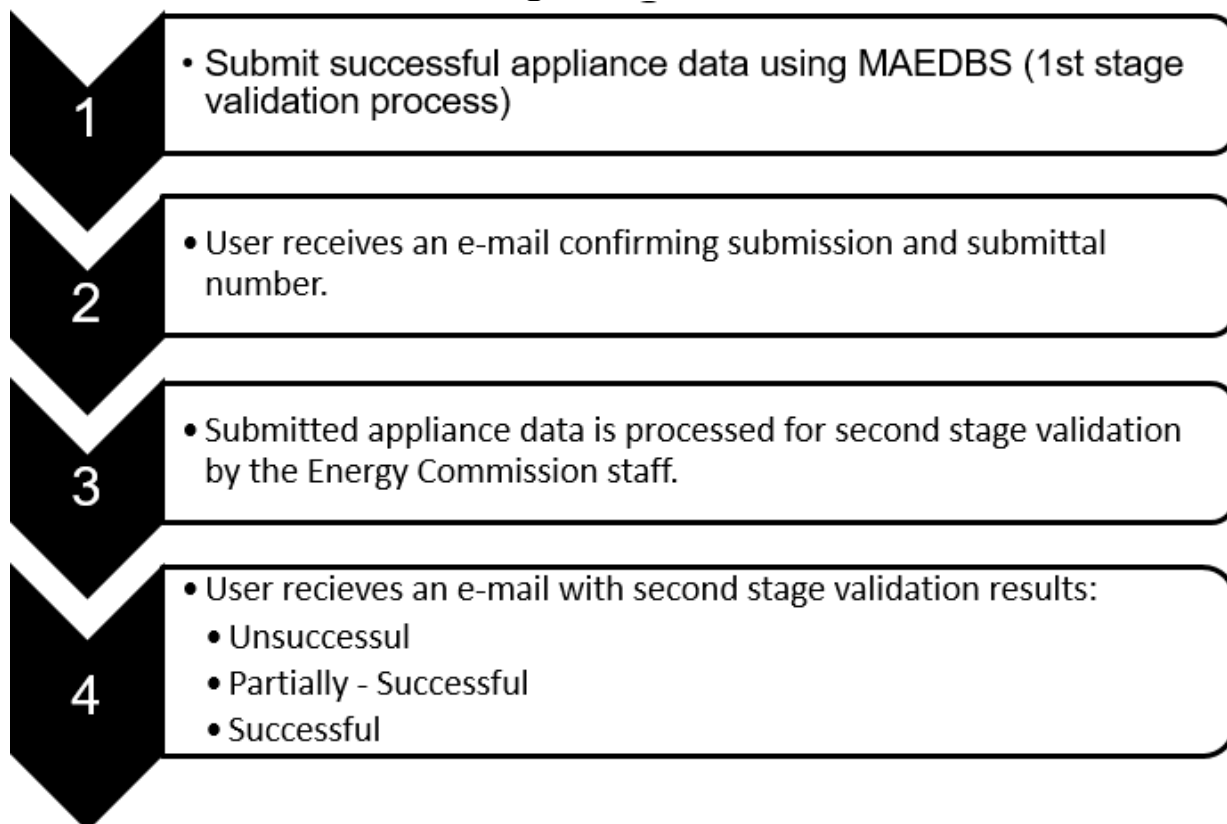 1
• Submit successful appliance data using MAEDBS (1st stage
validation process)
2
• User receives an e-mail confirming submission and submittal
number.
3
• Submitted appliance data is processed for second stage validation
by the Energy Commission staff.
4
• User recieves an e-mail with second stage validation results:
• Unsuccessul
• Partially - Successful
• Successful